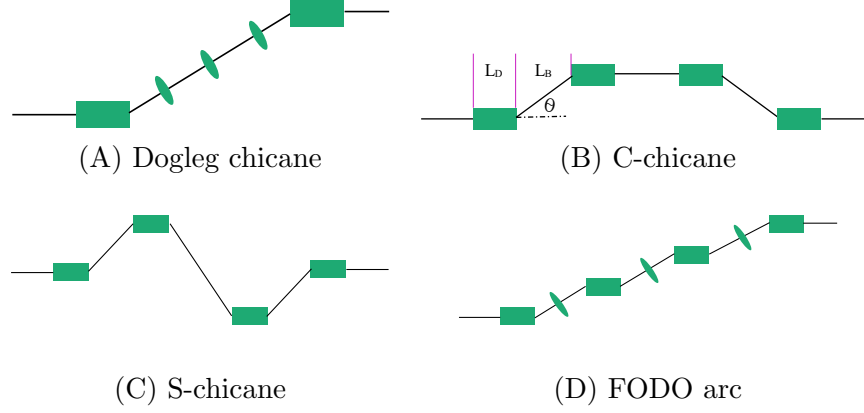 L_D L_B
θ
(A) Dogleg chicane
(B) C-chicane
(C) S-chicane
(D) FODO arc